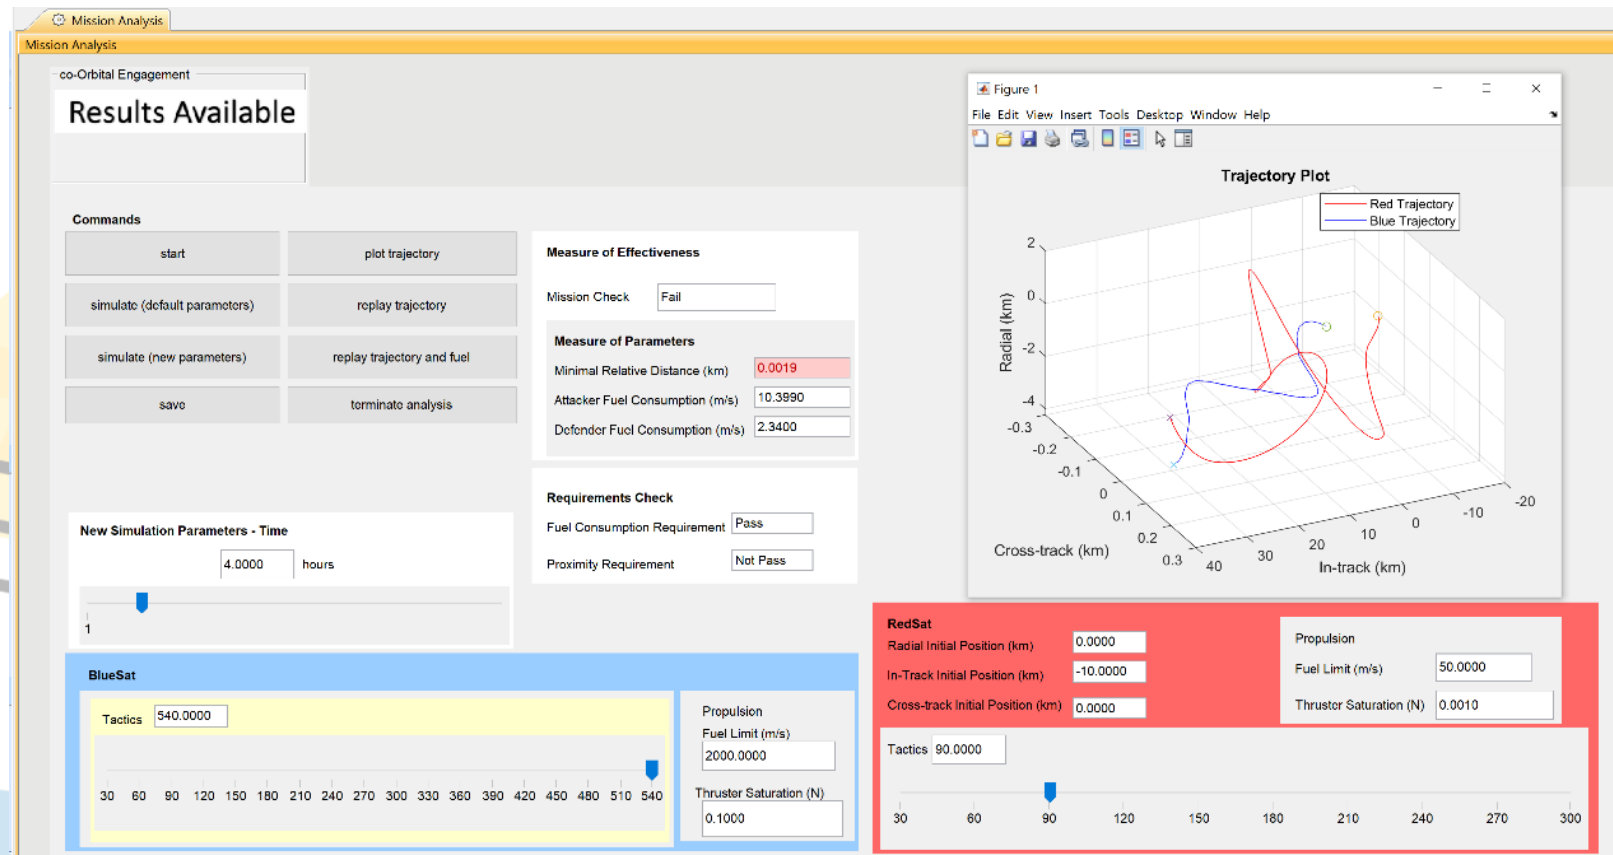 Mission Analysis
Mission Analysis
co-Orbital Engagement
Results Available
Commands
start
plot trajectory
simulate (default parameters)
replay trajectory
simulate (new parameters)
replay trajectory and fuel
save
terminate analysis
Measure of Effectiveness
Mission Check Fail
Measure of Parameters
Minimal Relative Distance (km) 0.0019
Attacker Fuel Consumption (m/s) 10.3990
Defender Fuel Consumption (m/s) 2.3400
Requirements Check
Fuel Consumption Requirement Pass
Proximity Requirement Not Pass
New Simulation Parameters - Time
4.0000 hours
1
Figure 1
File Edit View Insert Tools Desktop Window Help
Trajectory Plot
Red Trajectory
Blue Trajectory
Radial (km)
2
0
-2
-4
-0.3
-0.2
-0.1
0
0.1
0.2
0.3
Cross-track (km)
40
30
20
10
0
-10
-20
In-track (km)
BlueSat
Tactics 540.0000
30 60 90 120 150 180 210 240 270 300 330 360 390 420 450 480 510 540
Propulsion
Fuel Limit (m/s)
2000.0000
Thruster Saturation (N)
0.1000
RedSat
Radial Initial Position (km) 0.0000
In-Track Initial Position (km) -10.0000
Cross-track Initial Position (km) 0.0000
Propulsion
Fuel Limit (m/s) 50.0000
Thruster Saturation (N) 0.0010
Tactics 90.0000
30 60 90 120 150 180 210 240 270 300